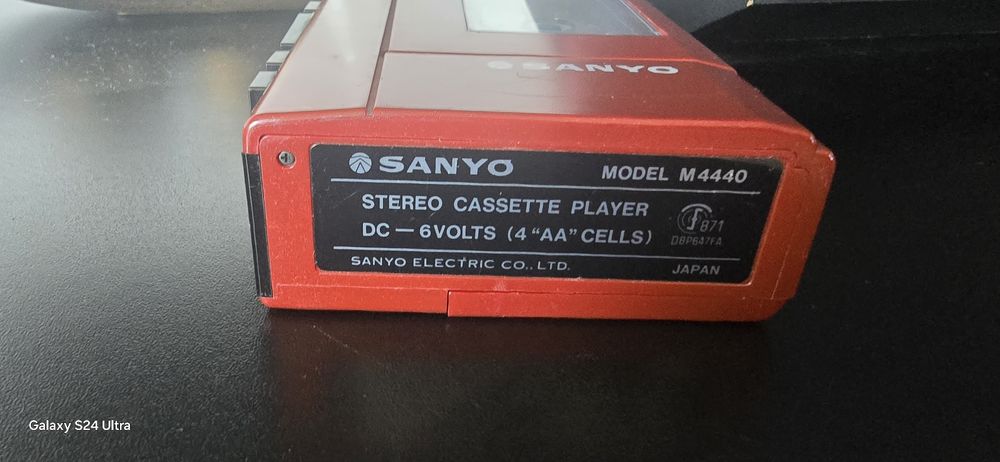 SANYO
SANYO
MODEL M4440
STEREO CASSETTE PLAYER
DC — 6VOLTS (4 "AA" CELLS)
871
SANYO ELECTRIC CO., LTD.
JAPAN
Galaxy S24 Ultra